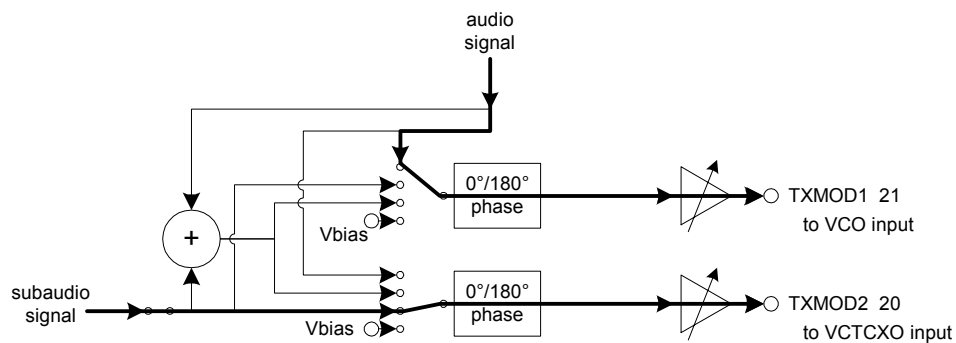 audio
signal
0°/180°
phase
TXMOD1 21
to VCO input
Vbias
+
subaudio
signal
0°/180°
phase
TXMOD2 20
to VCTCXO input
Vbias